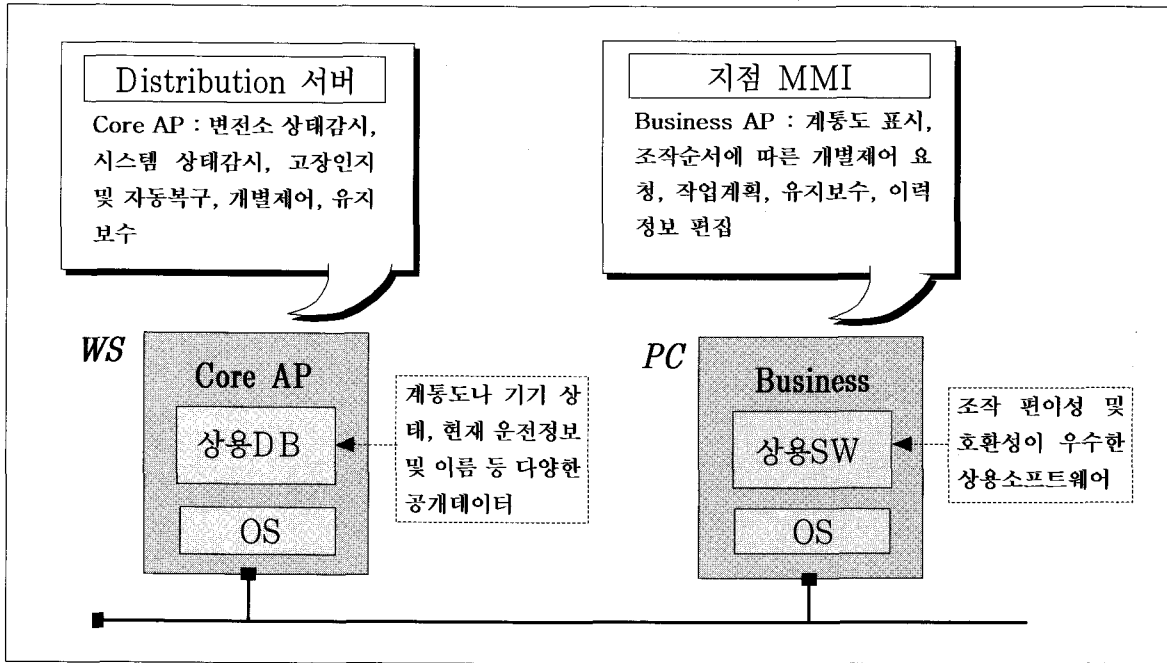 Distribution 서버
Core AP : 변전소 상태감시,
시스템 상태감시, 고장인지
및 자동복구, 개별제어, 유지
보수
지점 MMI
Business AP : 계통도 표시,
조작순서에 따른 개별제어 요
청, 작업계획, 유지보수, 이력
정보 편집
WS
Core AP
상용DB
OS
계통도나 기기 상
태, 현재 운전정보
및 이름 등 다양한
공개데이터
PC
Business
상용SW
OS
조작 편이성 및
호환성이 우수한
상용소프트웨어